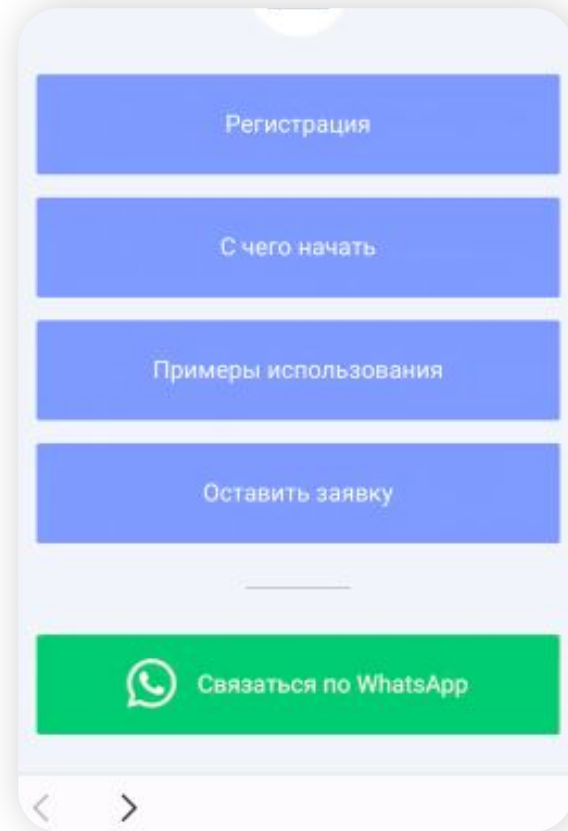 Регистрация
С чего начать
Примеры использования
Оставить заявку
Связаться по WhatsApp